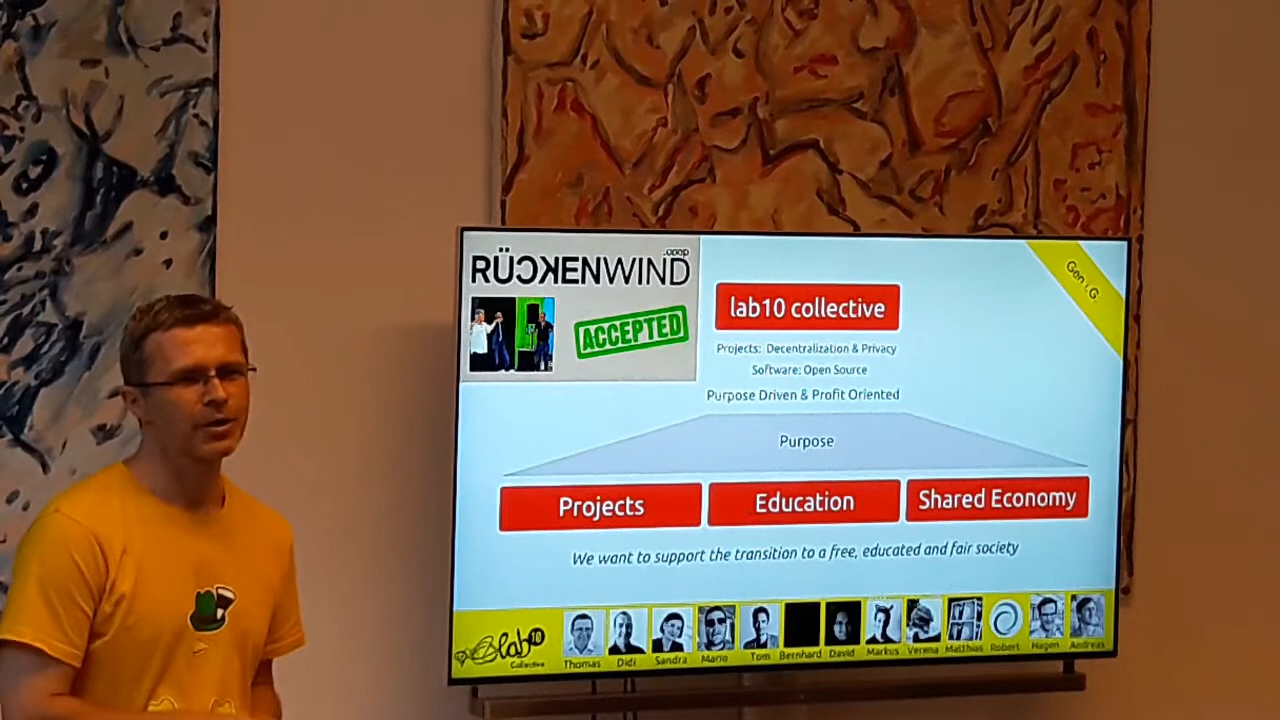 RÜCKENWIND
.coop
ACCEPTED
lab10 collective
Projects: Decentralization & Privacy
Software: Open Source
Purpose Driven & Profit Oriented
Purpose
Projects
Education
Shared Economy
We want to support the transition to a free, educated and fair society
lab10
Collective
Thomas
Didi
Sandra
Mario
Tom
Bernhard
David
Markus
Verena
Matthias
Robert
Hagen
Andreas